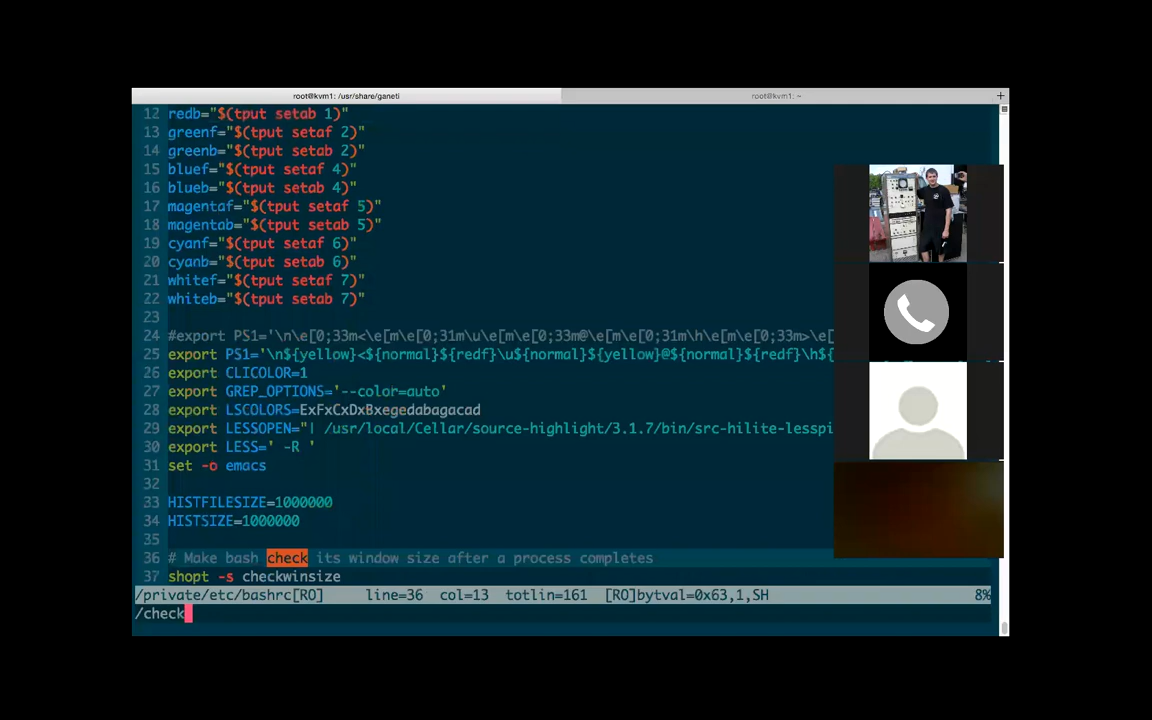 root@kvm1: /usr/share/ganeti
root@kvm1: ~
+
12 redb="$(tput setab 1)"
13 greenf="$(tput setaf 2)"
14 greenb="$(tput setab 2)"
15 bluef="$(tput setaf 4)"
16 blueb="$(tput setab 4)"
17 magentaf="$(tput setaf 5)"
18 magentab="$(tput setab 5)"
19 cyanf="$(tput setaf 6)"
20 cyanb="$(tput setab 6)"
21 whitef="$(tput setaf 7)"
22 whiteb="$(tput setab 7)"
23
24 #export PS1='\n\e[0;33m<\e[m\e[0;31m\u\e[m\e[0;33m@\e[m\e[0;31m\h\e[m\e[0;33m>\e[
25 export PS1='\n${yellow}<${normal}${redf}\u${normal}${yellow}@${normal}${redf}\h${
26 export CLICOLOR=1
27 export GREP_OPTIONS='--color=auto'
28 export LSCOLORS=ExFxCxDxBxegedabagacad
29 export LESSOPEN="| /usr/local/Cellar/source-highlight/3.1.7/bin/src-hilite-lesspi
30 export LESS=' -R '
31 set -o emacs
32
33 HISTFILESIZE=1000000
34 HISTSIZE=1000000
35
36 # Make bash check its window size after a process completes
37 shopt -s checkwinsize
/private/etc/bashrc[RO] line=36 col=13 totlin=161 [RO]bytval=0x63,1,SH 8%
/check